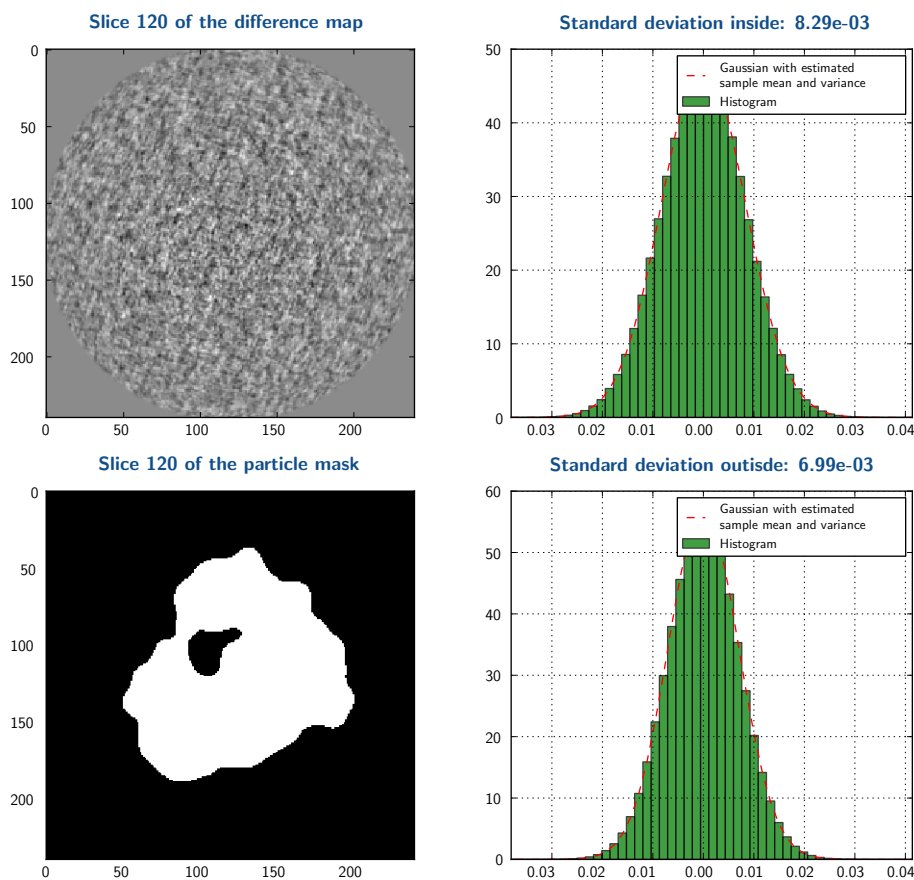 Slice 120 of the difference map
0
50
100
150
200
0 50 100 150 200
Standard deviation inside: 8.29e-03
50
40
30
20
10
0
Gaussian with estimated
sample mean and variance
Histogram
0.03 0.02 0.01 0.00 0.01 0.02 0.03 0.04
Slice 120 of the particle mask
0
50
100
150
200
0 50 100 150 200
Standard deviation outisde: 6.99e-03
60
50
40
30
20
10
0
Gaussian with estimated
sample mean and variance
Histogram
0.03 0.02 0.01 0.00 0.01 0.02 0.03 0.04